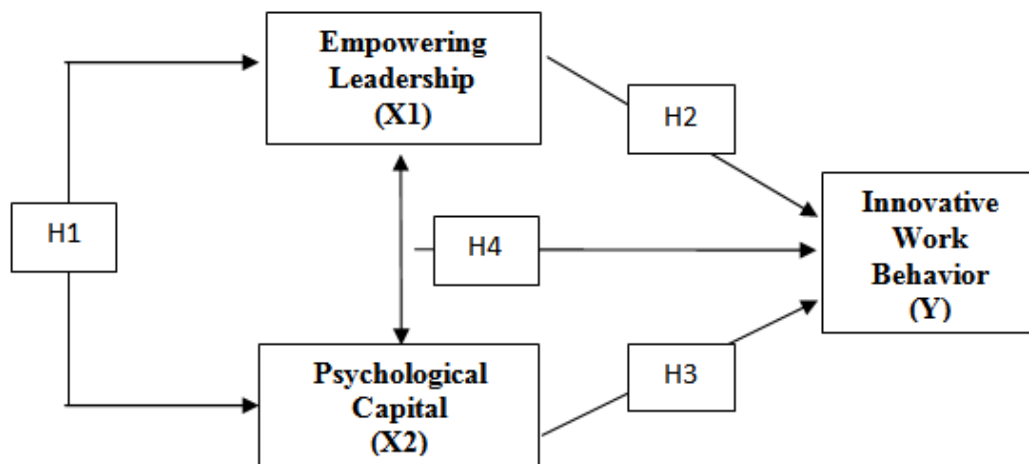 Empowering
Leadership
(X1)
H2
H1
H4
Innovative
Work
Behavior
(Y)
Psychological
Capital
(X2)
H3